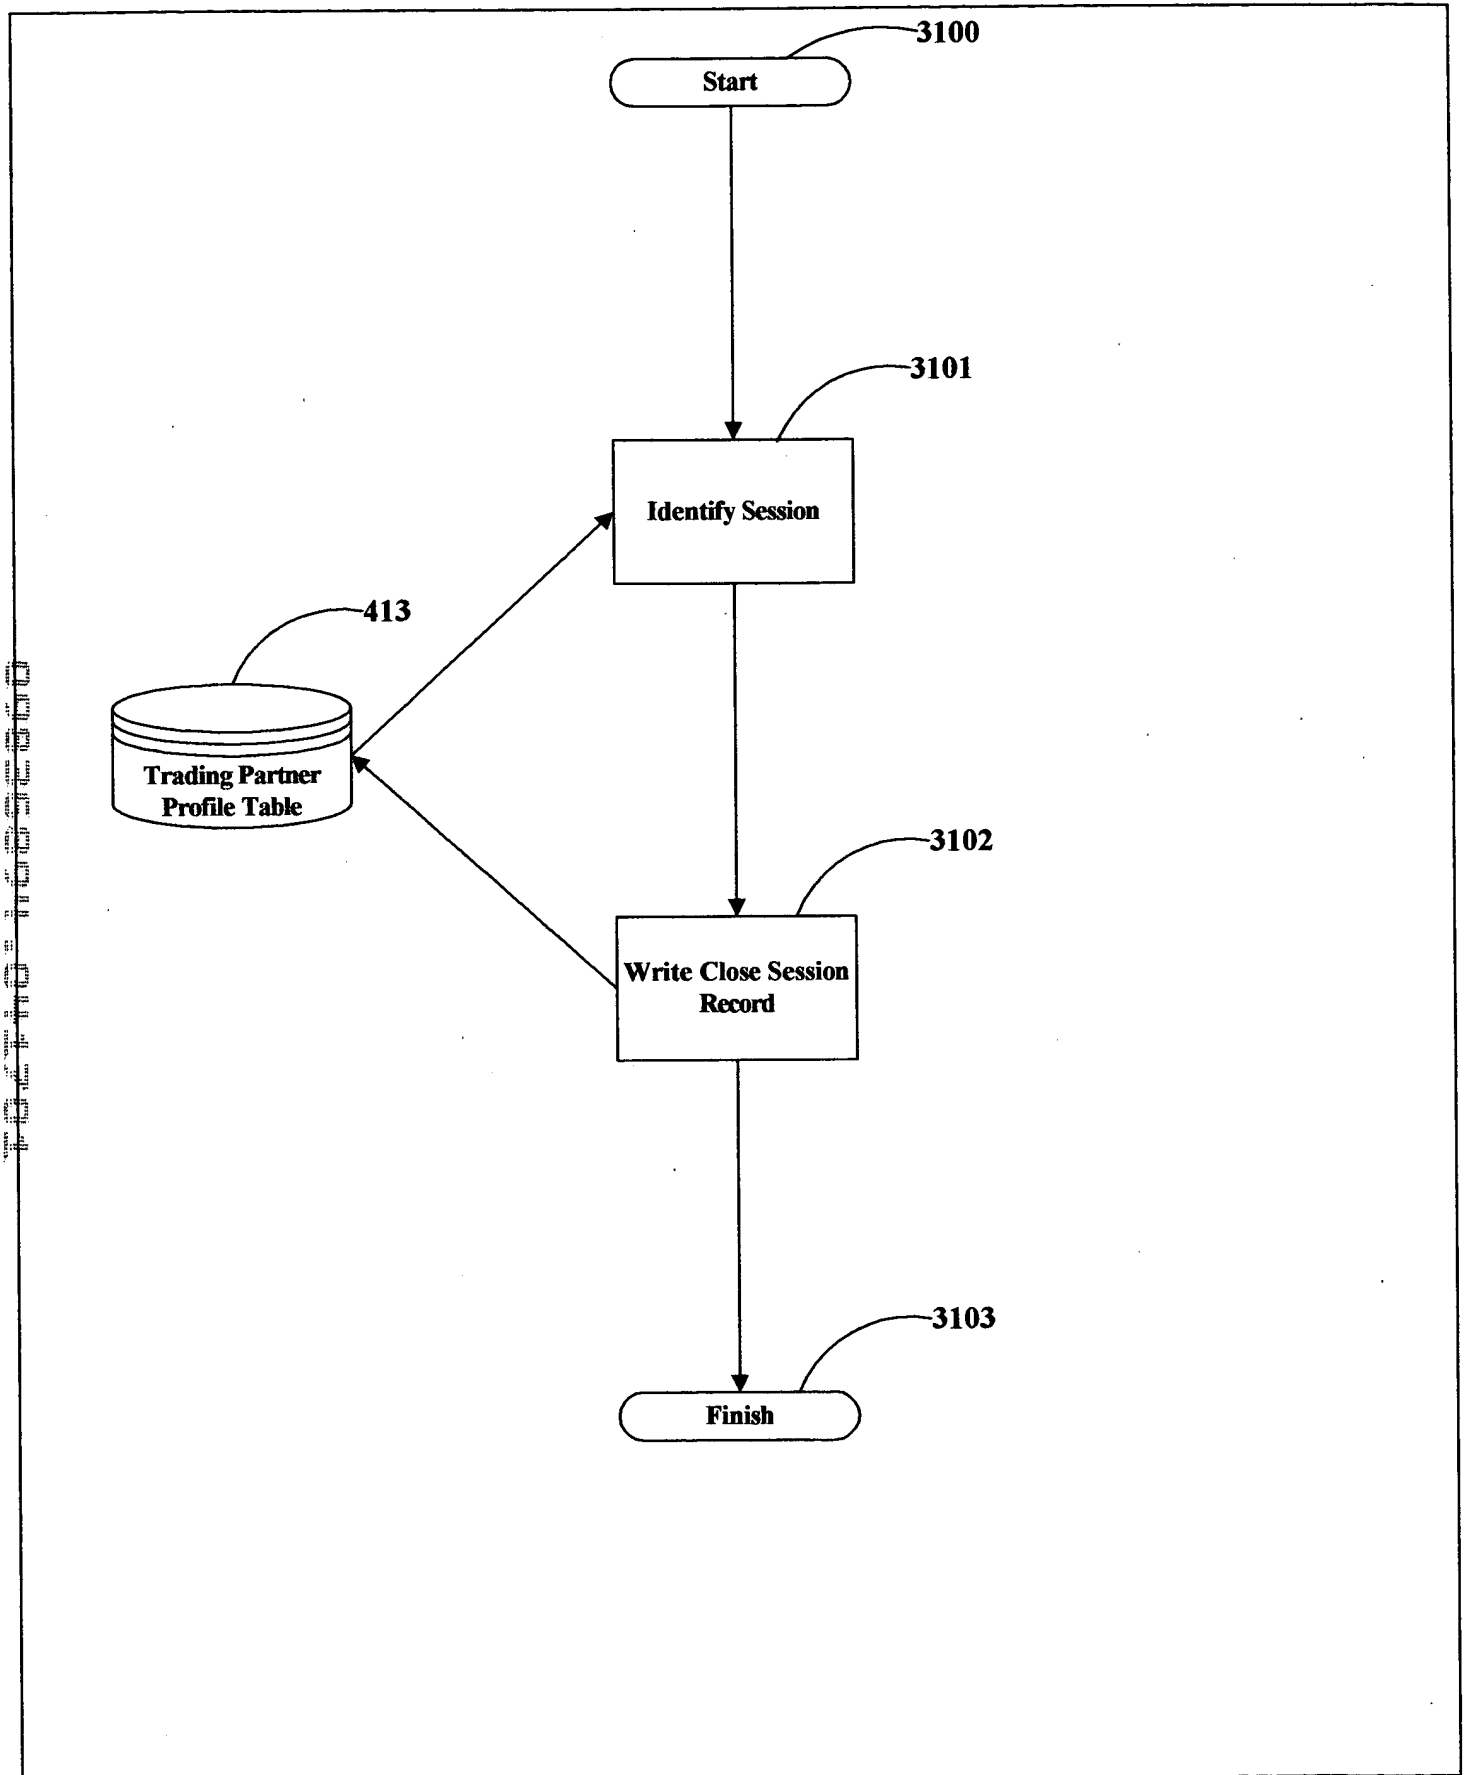 3100
Start
3101
Identify Session
413
Trading Partner
Profile Table
3102
Write Close Session
Record
3103
Finish